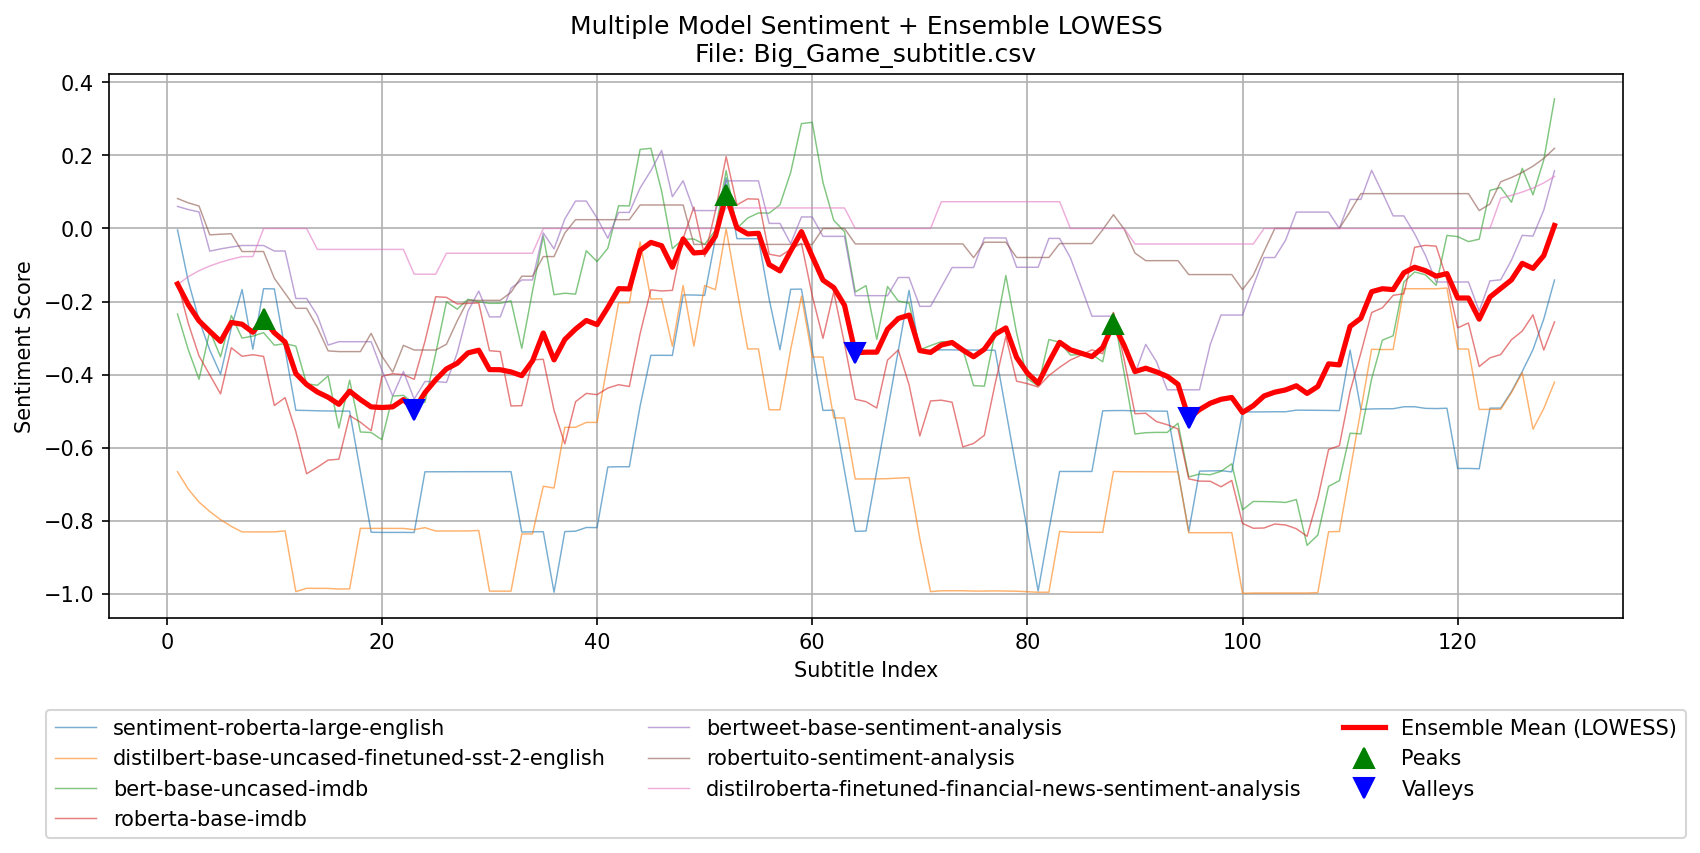 Multiple Model Sentiment + Ensemble LOWESS
File: Big_Game_subtitle.csv
Sentiment Score
0.4
0.2
0.0
−0.2
−0.4
−0.6
−0.8
−1.0
0 20 40 60 80 100 120
Subtitle Index
sentiment-roberta-large-english
distilbert-base-uncased-finetuned-sst-2-english
bert-base-uncased-imdb
roberta-base-imdb
bertweet-base-sentiment-analysis
robertuito-sentiment-analysis
distilroberta-finetuned-financial-news-sentiment-analysis
Ensemble Mean (LOWESS)
Peaks
Valleys